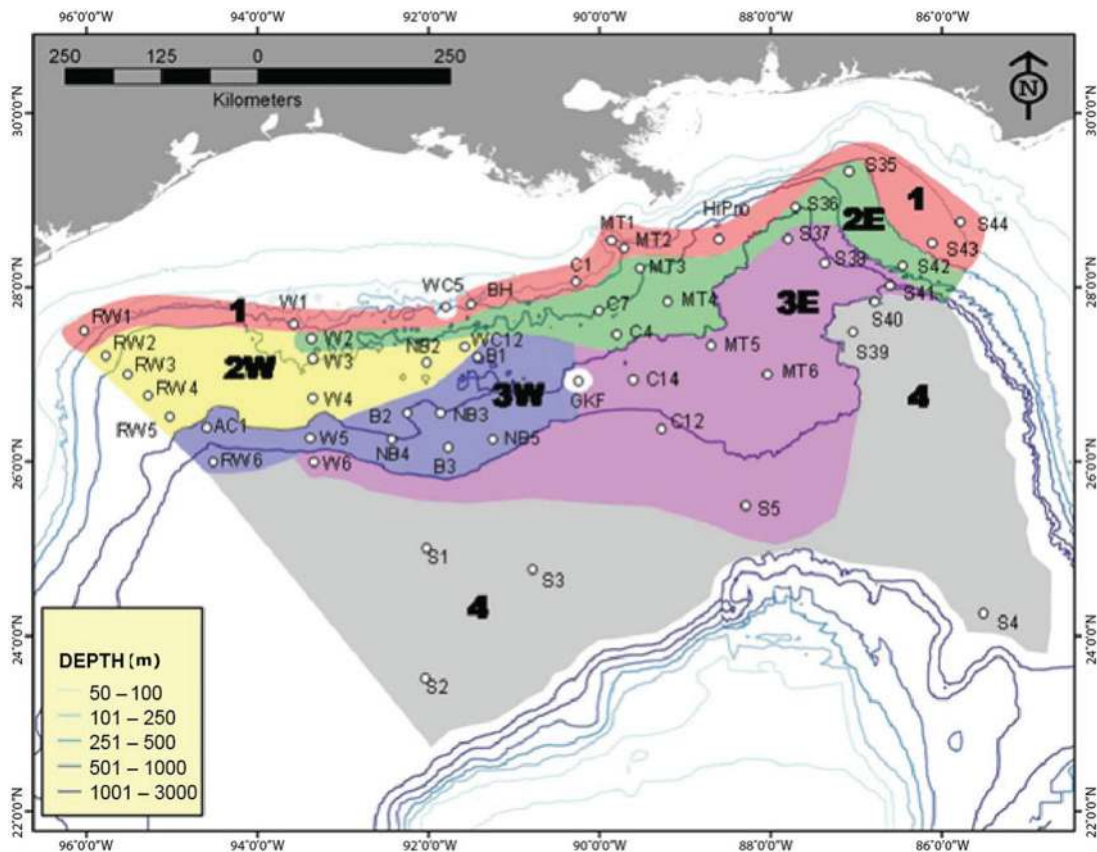 96°0'0"W 94°0'0"W 92°0'0"W 90°0'0"W 88°0'0"W 86°0'0"W
250 125 0 250
Kilometers
N
30°0'0"N 30°0'0"N
S35
1
S36
2E
HiPro
S44
MT1
MT2
S37
S43
MT3
S38
S42
28°0'0"N 28°0'0"N
C1
WC5
BH
S41
3E
MT4
1
W1
C7
S40
RW1
W2
C4
RW2
WC12
NB2
B1
MT5
S39
W3
RW3
2W
MT6
C14
3W
4
GKF
RW4
W4
B2
NB3
C12
RW5
AC1
W5
NB4
NB5
26°0'0"N 26°0'0"N
RW6
W6
B3
S5
S1
S3
4
S4
24°0'0"N 24°0'0"N
S2
DEPTH (m)
50 – 100
101 – 250
251 – 500
501 – 1000
1001 – 3000
22°0'0"N 22°0'0"N
96°0'0"W 94°0'0"W 92°0'0"W 90°0'0"W 88°0'0"W 86°0'0"W